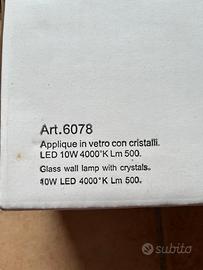 Art.6078
Applique in vetro con cristalli.
LED 10W 4000°K Lm 500.
Glass wall lamp with crystals.
10W LED 4000°K Lm 500.
subito